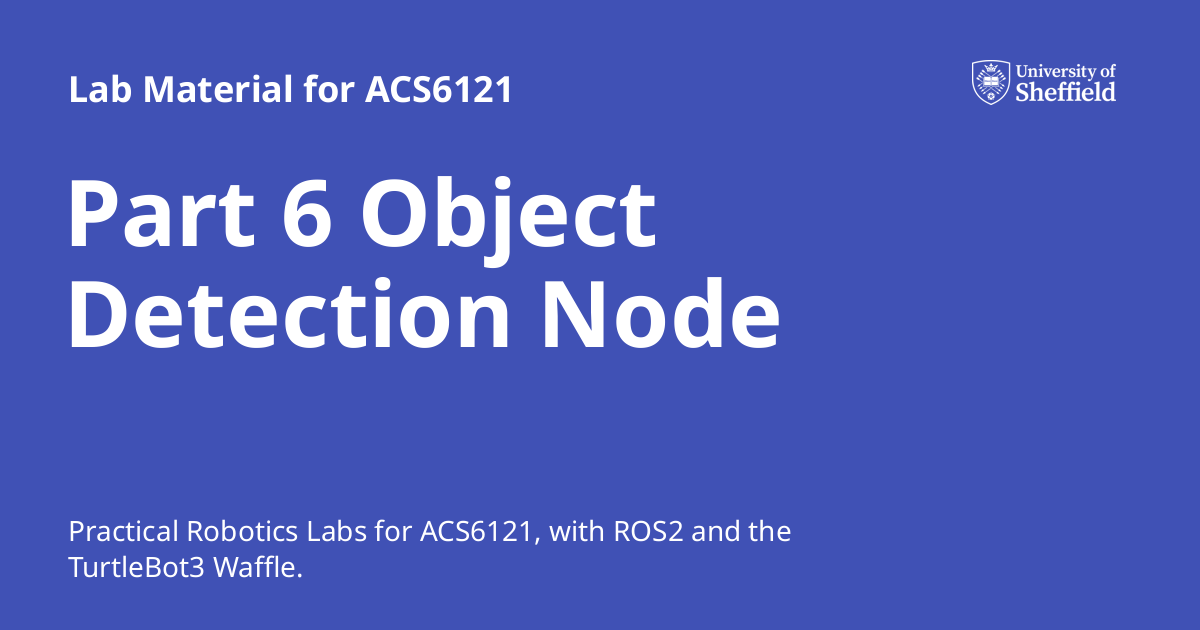 Lab Material for ACS6121
University of
Sheffield
Part 6 Object
Detection Node
Practical Robotics Labs for ACS6121, with ROS2 and the
TurtleBot3 Waffle.